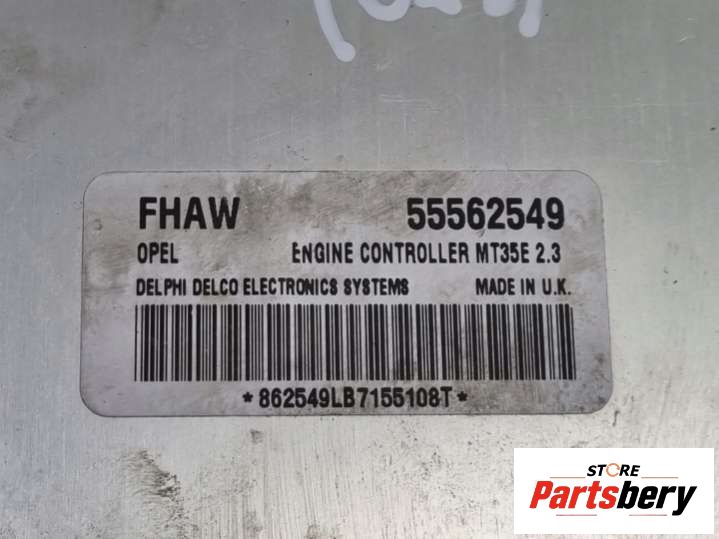 FHAW 55562549
OPEL ENGINE CONTROLLER MT35E 2.3
DELPHI DELCO ELECTRONICS SYSTEMS MADE IN U.K.
*862549LB7155108T*
STORE
Partsbery